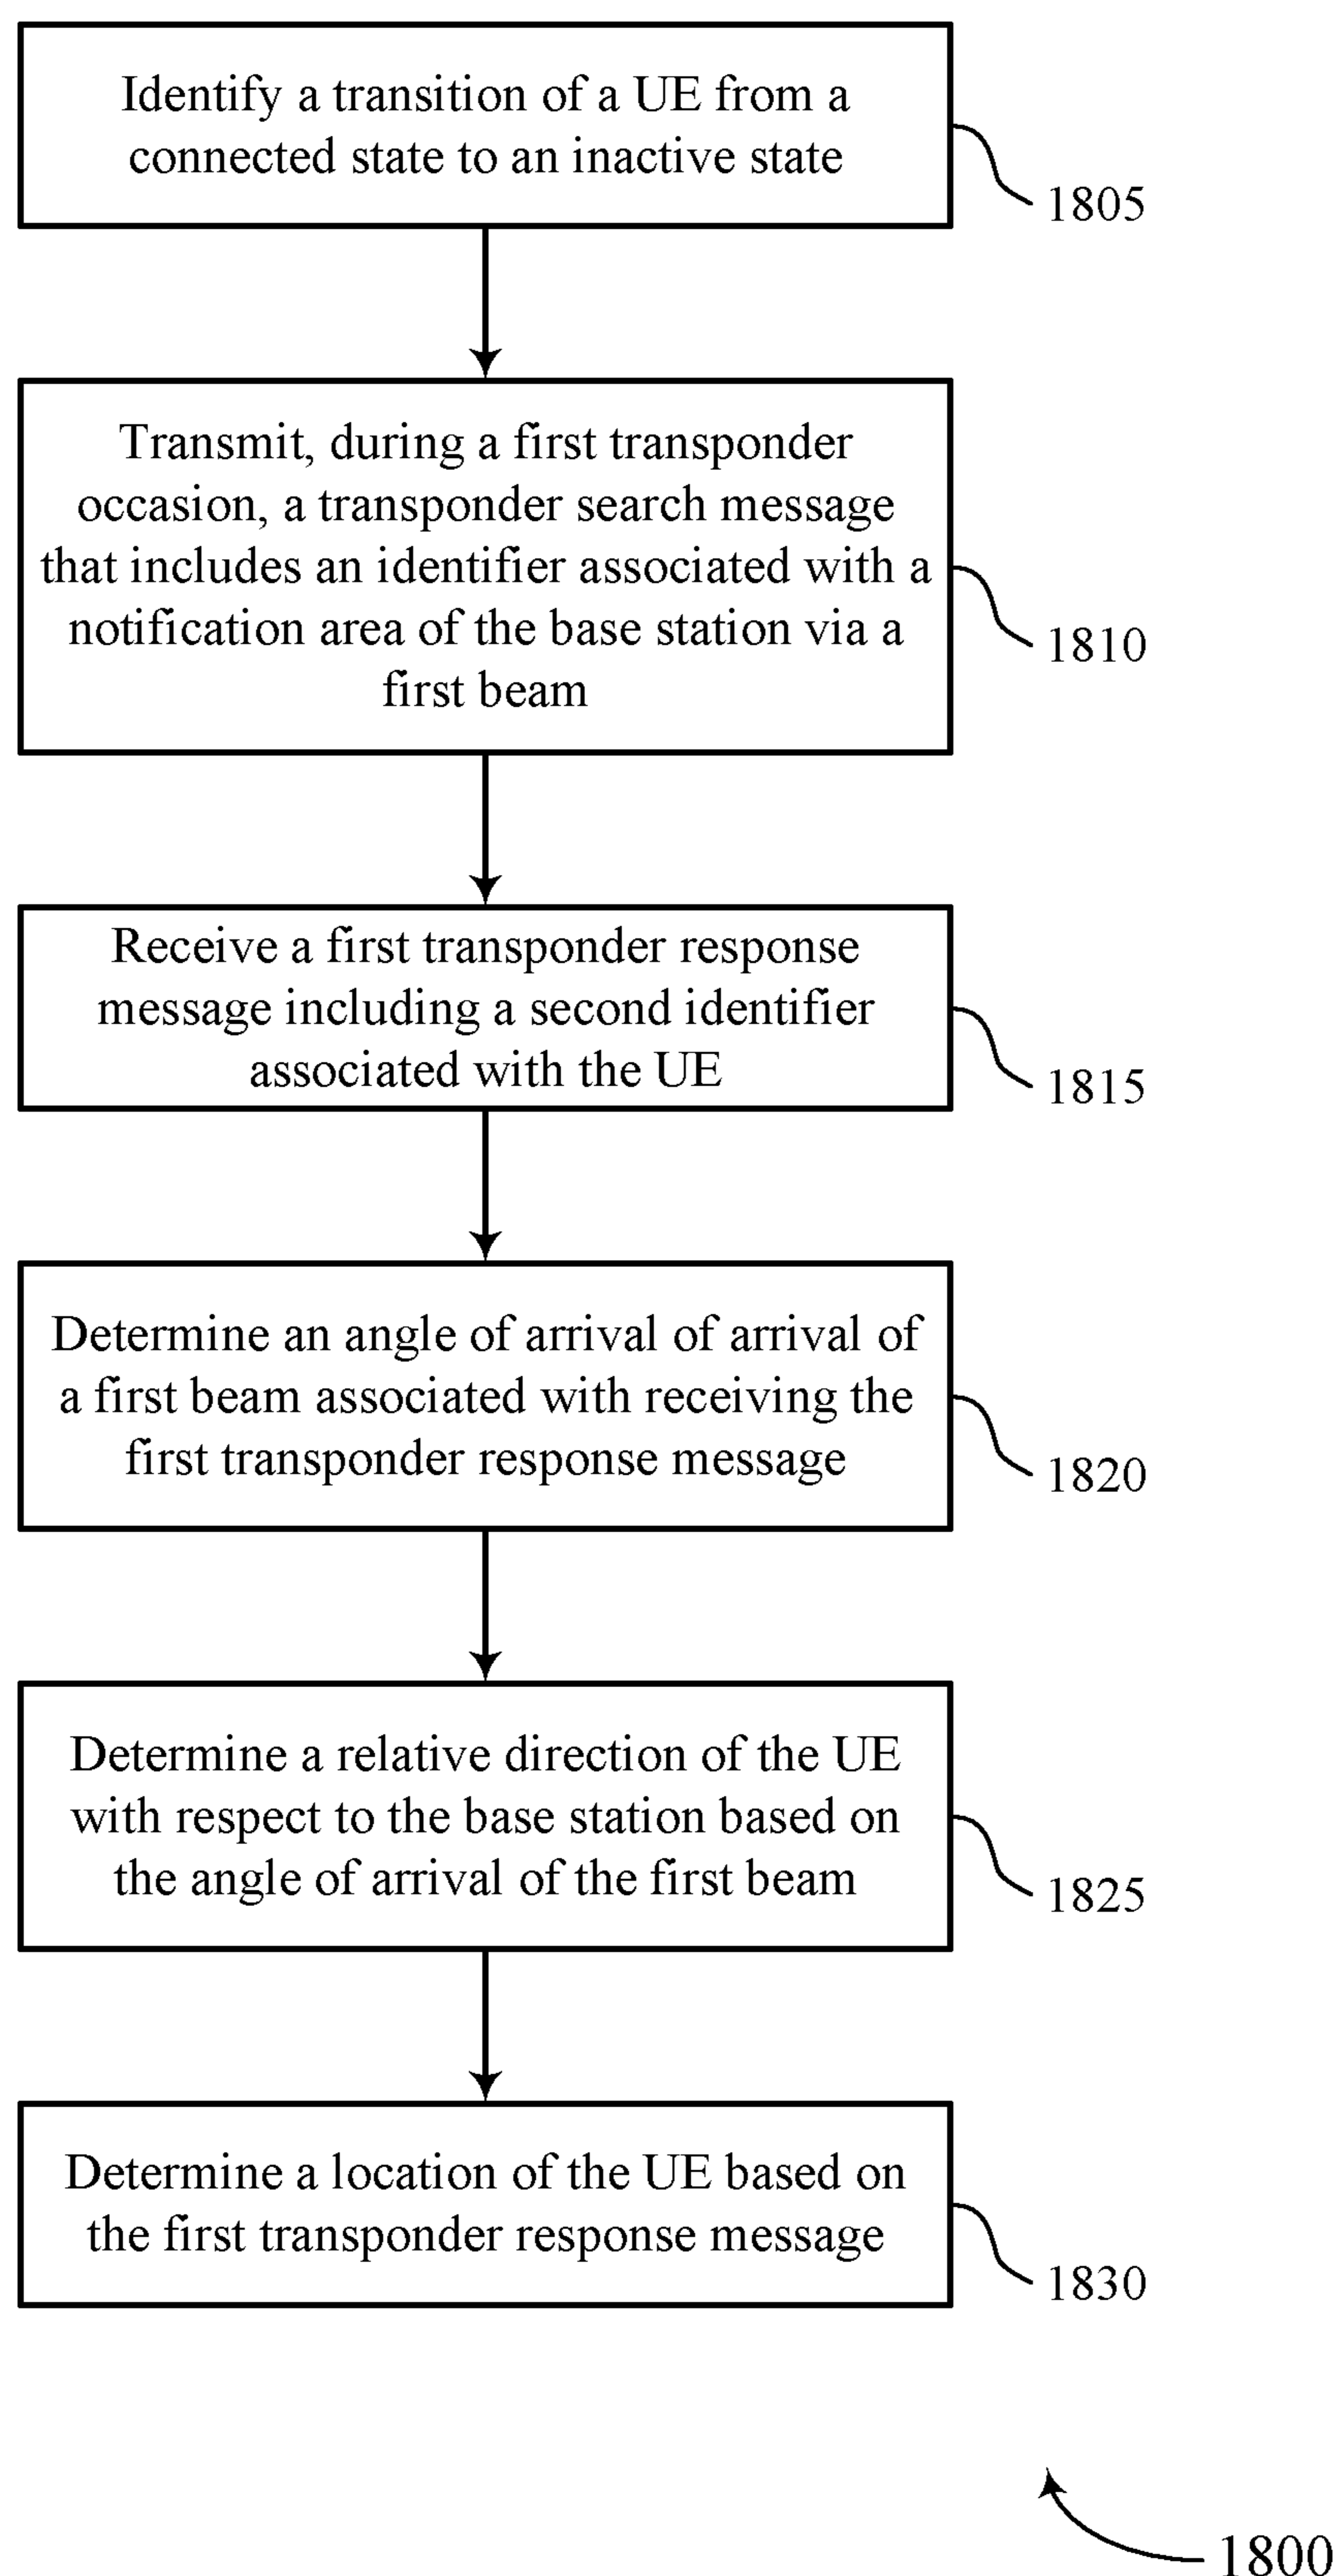 Identify a transition of a UE from a
connected state to an inactive state
1805
Transmit, during a first transponder
occasion, a transponder search message
that includes an identifier associated with a
notification area of the base station via a
first beam
1810
Receive a first transponder response
message including a second identifier
associated with the UE
1815
Determine an angle of arrival of arrival of
a first beam associated with receiving the
first transponder response message
1820
Determine a relative direction of the UE
with respect to the base station based on
the angle of arrival of the first beam
1825
Determine a location of the UE based on
the first transponder response message
1830
1800